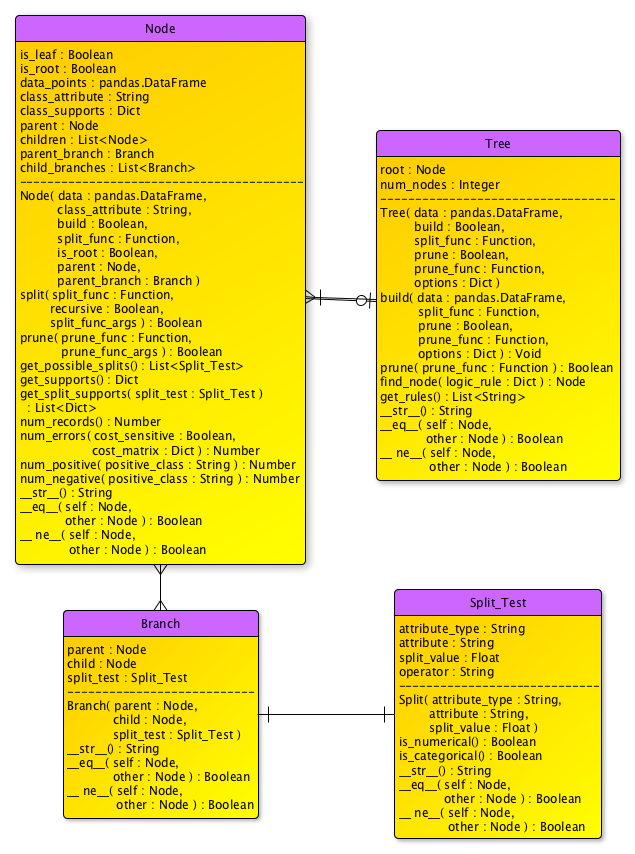 Node
is_leaf : Boolean
is_root : Boolean
data_points : pandas.DataFrame
class_attribute : String
class_supports : Dict
parent : Node
children : List<Node>
parent_branch : Branch
child_branches : List<Branch>
Node( data : pandas.DataFrame,
class_attribute : String,
build : Boolean,
split_func : Function,
is_root : Boolean,
parent : Node,
parent_branch : Branch )
split( split_func : Function,
recursive : Boolean,
split_func_args ) : Boolean
prune( prune_func : Function,
prune_func_args ) : Boolean
get_possible_splits() : List<Split_Test>
get_supports() : Dict
get_split_supports( split_test : Split_Test )
: List<Dict>
num_records() : Number
num_errors( cost_sensitive : Boolean,
cost_matrix : Dict ) : Number
num_positive( positive_class : String ) : Number
num_negative( positive_class : String ) : Number
__str__() : String
__eq__( self : Node,
other : Node ) : Boolean
__ ne__( self : Node,
other : Node ) : Boolean
Tree
root : Node
num_nodes : Integer
Tree( data : pandas.DataFrame,
build : Boolean,
split_func : Function,
prune : Boolean,
prune_func : Function,
options : Dict )
build( data : pandas.DataFrame,
split_func : Function,
prune : Boolean,
prune_func : Function,
options : Dict ) : Void
prune( prune_func : Function ) : Boolean
find_node( logic_rule : Dict ) : Node
get_rules() : List<String>
__str__() : String
__eq__( self : Node,
other : Node ) : Boolean
__ ne__( self : Node,
other : Node ) : Boolean
Branch
parent : Node
child : Node
split_test : Split_Test
Branch( parent : Node,
child : Node,
split_test : Split_Test )
__str__() : String
__eq__( self : Node,
other : Node ) : Boolean
__ ne__( self : Node,
other : Node ) : Boolean
Split_Test
attribute_type : String
attribute : String
split_value : Float
operator : String
Split( attribute_type : String,
attribute : String,
split_value : Float )
is_numerical() : Boolean
is_categorical() : Boolean
__str__() : String
__eq__( self : Node,
other : Node ) : Boolean
__ ne__( self : Node,
other : Node ) : Boolean